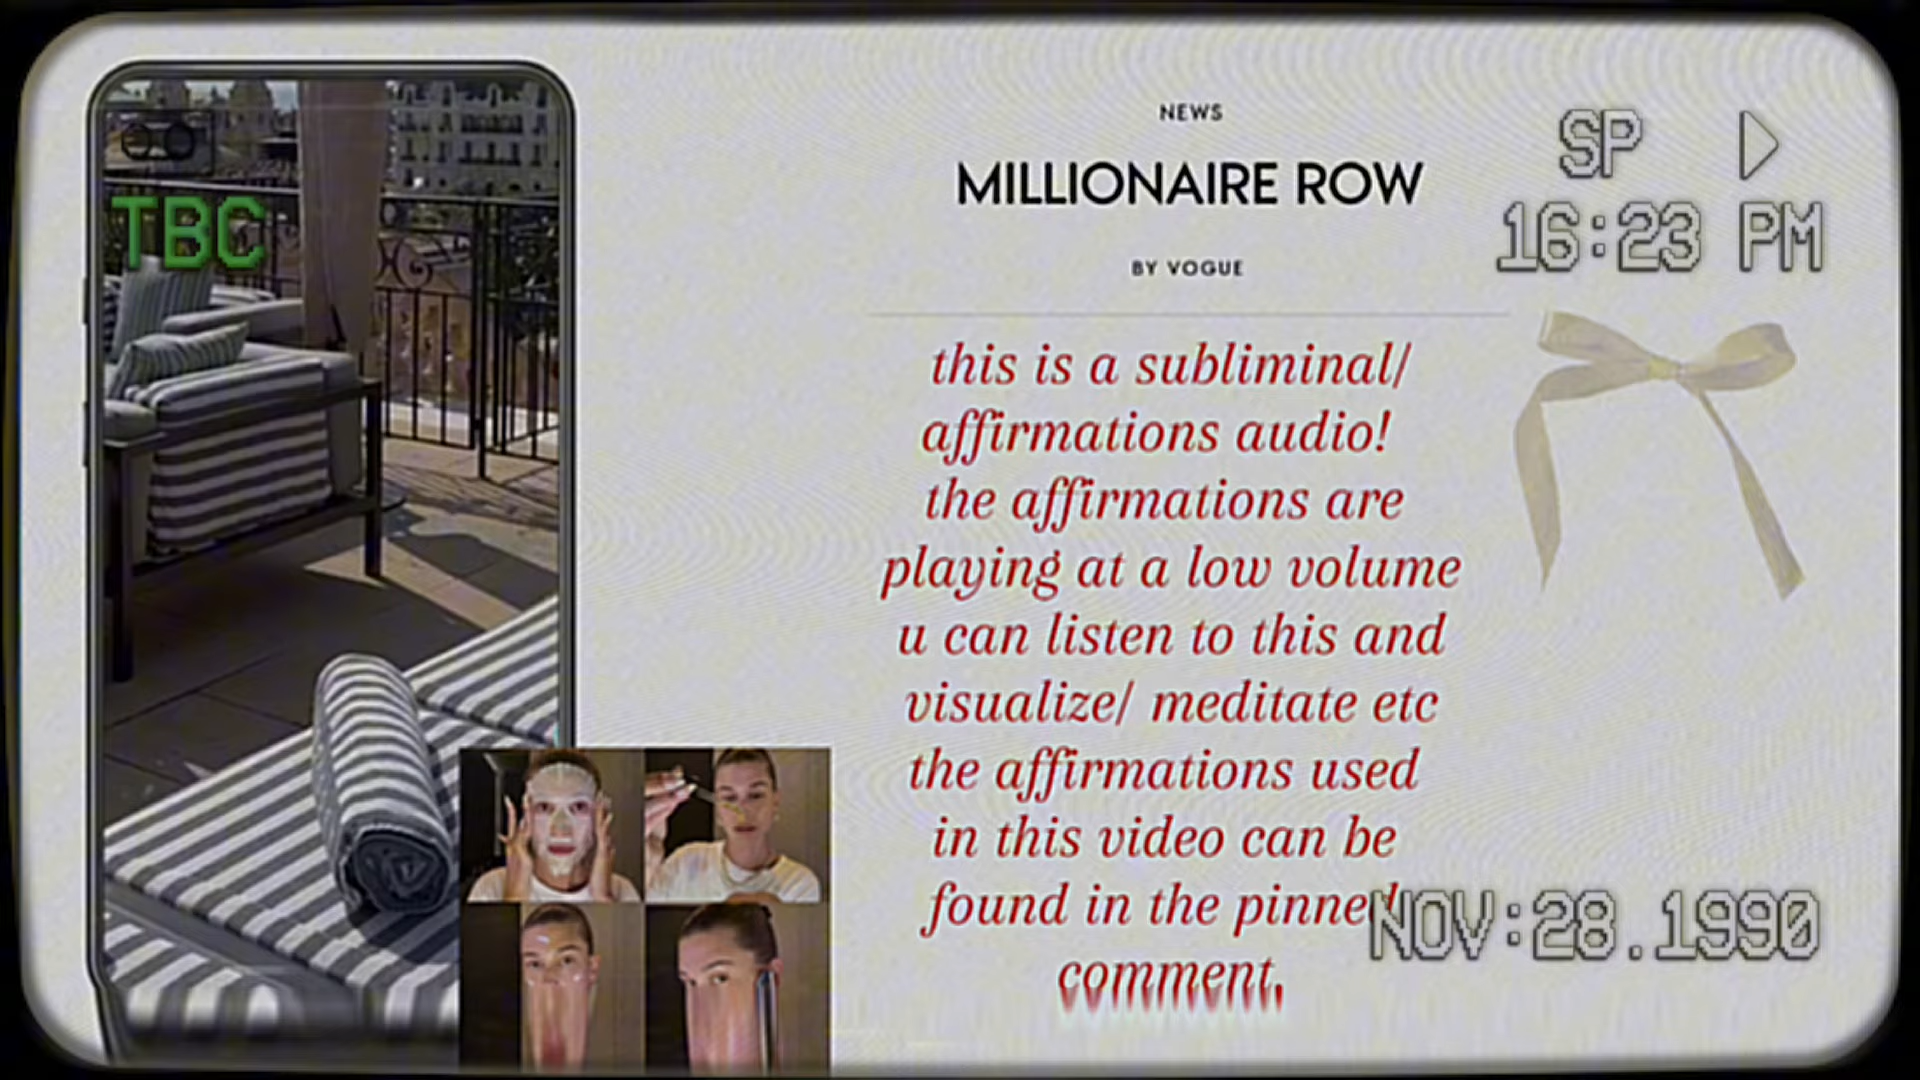 TBC
NEWS
MILLIONAIRE ROW
BY VOGUE
SP
16:23 PM
this is a subliminal/
affirmations audio!
the affirmations are
playing at a low volume
u can listen to this and
visualize/ meditate etc
the affirmations used
in this video can be
found in the pinned
comment.
NOV:28.1990